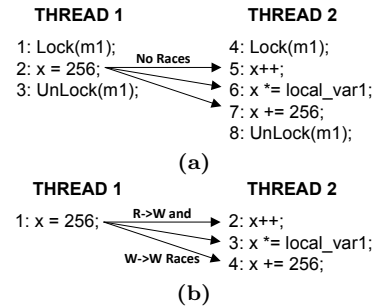 THREAD 1 THREAD 2
1: Lock(m1); 4: Lock(m1);
2: x = 256; No Races 5: x++;
3: UnLock(m1); 6: x *= local_var1;
7: x += 256;
8: UnLock(m1);
(a)
THREAD 1 THREAD 2
1: x = 256; R->W and 2: x++;
3: x *= local_var1;
W->W Races 4: x += 256;
(b)